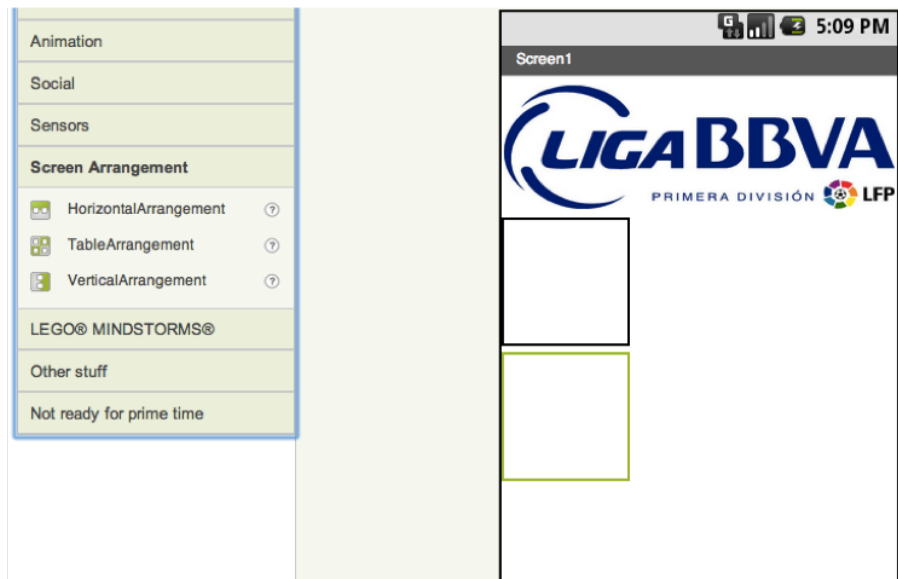 Animation
Social
Sensors
Screen Arrangement
HorizontalArrangement ?
TableArrangement ?
VerticalArrangement ?
LEGO® MINDSTORMS®
Other stuff
Not ready for prime time
G 5:09 PM
Screen1
LIGA BBVA
PRIMERA DIVISIÓN LFP